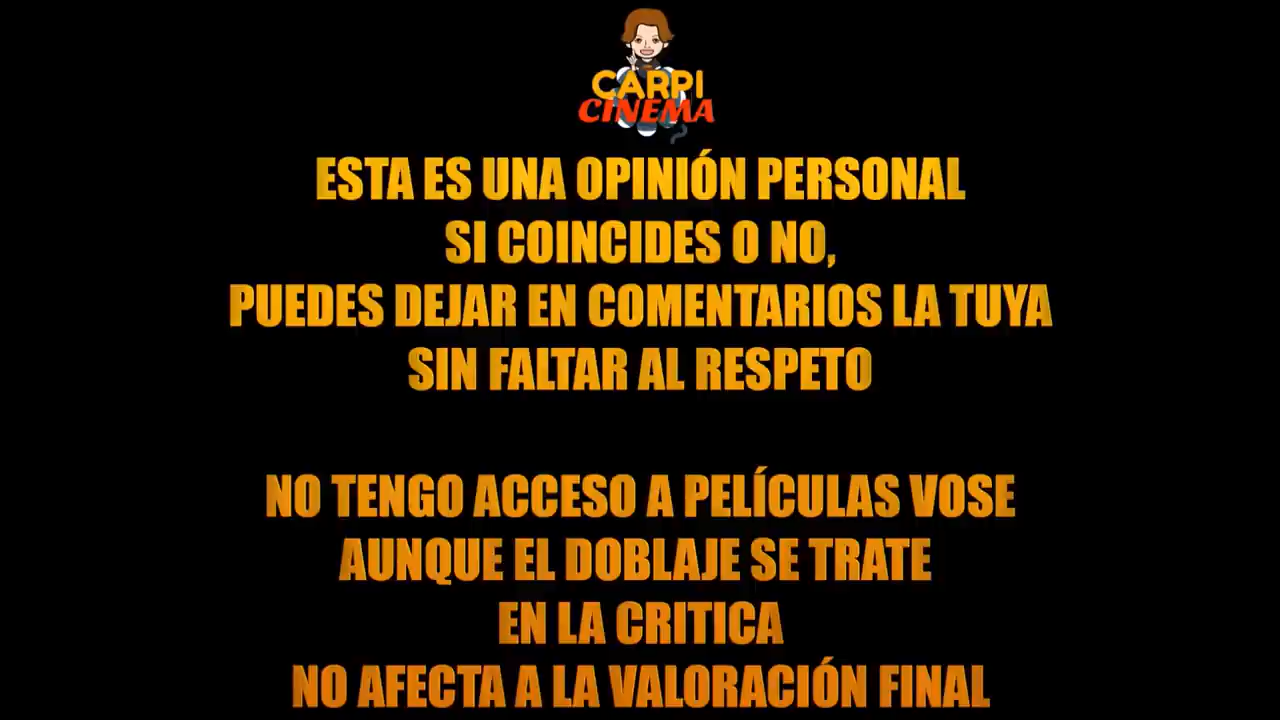 CARPI
CINEMA
ESTA ES UNA OPINIÓN PERSONAL
SI COINCIDES O NO,
PUEDES DEJAR EN COMENTARIOS LA TUYA
SIN FALTAR AL RESPETO
NO TENGO ACCESO A PELÍCULAS VOSE
AUNQUE EL DOBLAJE SE TRATE
EN LA CRITICA
NO AFECTA A LA VALORACIÓN FINAL